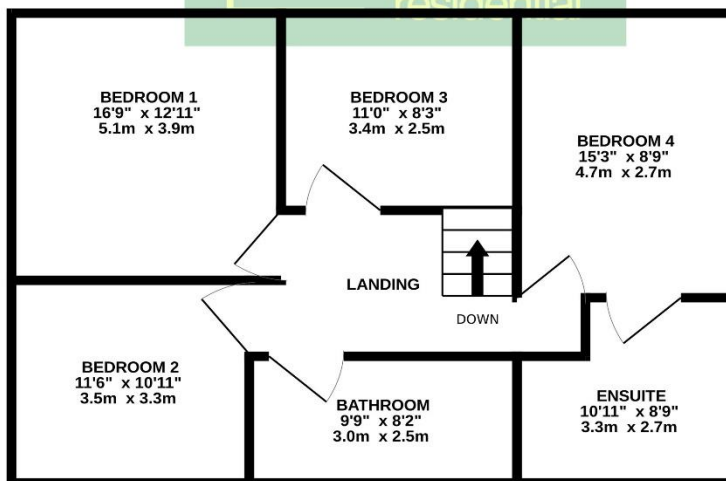 residential
BEDROOM 1
16'9" x 12'11"
5.1m x 3.9m
BEDROOM 3
11'0" x 8'3"
3.4m x 2.5m
BEDROOM 4
15'3" x 8'9"
4.7m x 2.7m
LANDING
DOWN
BEDROOM 2
11'6" x 10'11"
3.5m x 3.3m
BATHROOM
9'9" x 8'2"
3.0m x 2.5m
ENSUITE
10'11" x 8'9"
3.3m x 2.7m